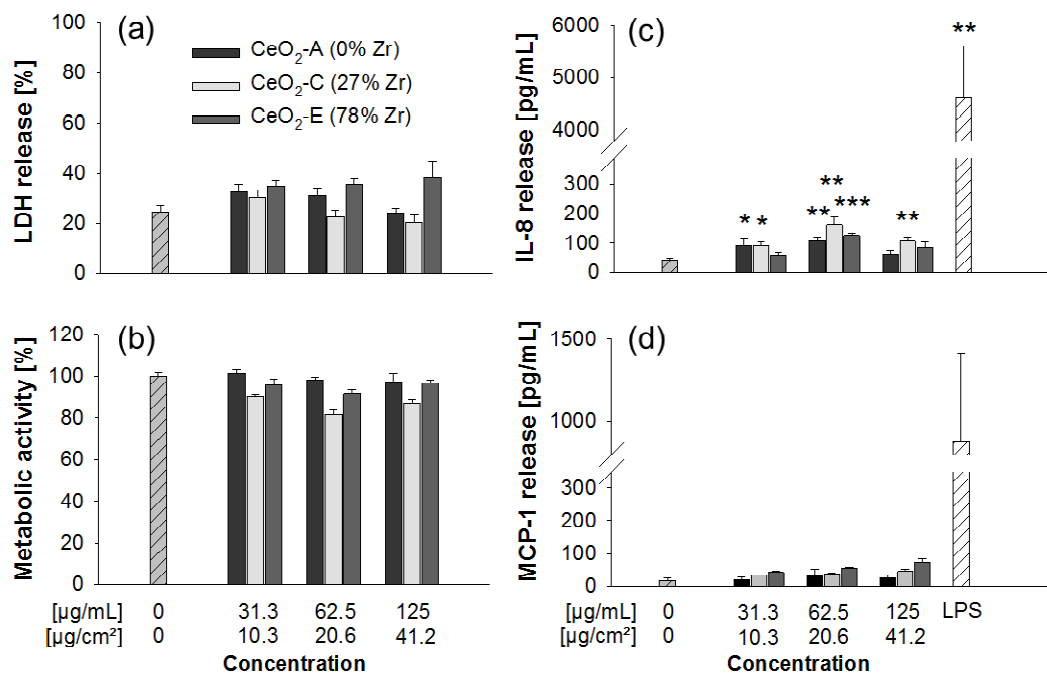 (a)
LDH release [%]
100
80
60
40
20
0
CeO₂-A (0% Zr)
CeO₂-C (27% Zr)
CeO₂-E (78% Zr)
(c)
IL-8 release [pg/mL]
6000
5000
4000
300
200
100
0
**
**
* * ** *** **
(b)
Metabolic activity [%]
120
100
80
60
40
20
0
[µg/mL] 0 31.3 62.5 125
[µg/cm²] 0 10.3 20.6 41.2
Concentration
(d)
MCP-1 release [pg/mL]
1500
1000
300
200
100
0
[µg/mL] 0 31.3 62.5 125 LPS
[µg/cm²] 0 10.3 20.6 41.2
Concentration